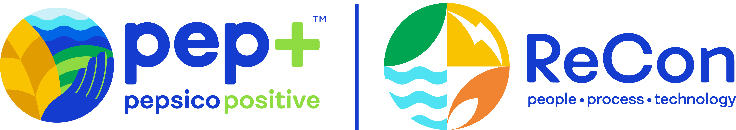 pep+™
pepsico positive
ReCon
people • process • technology